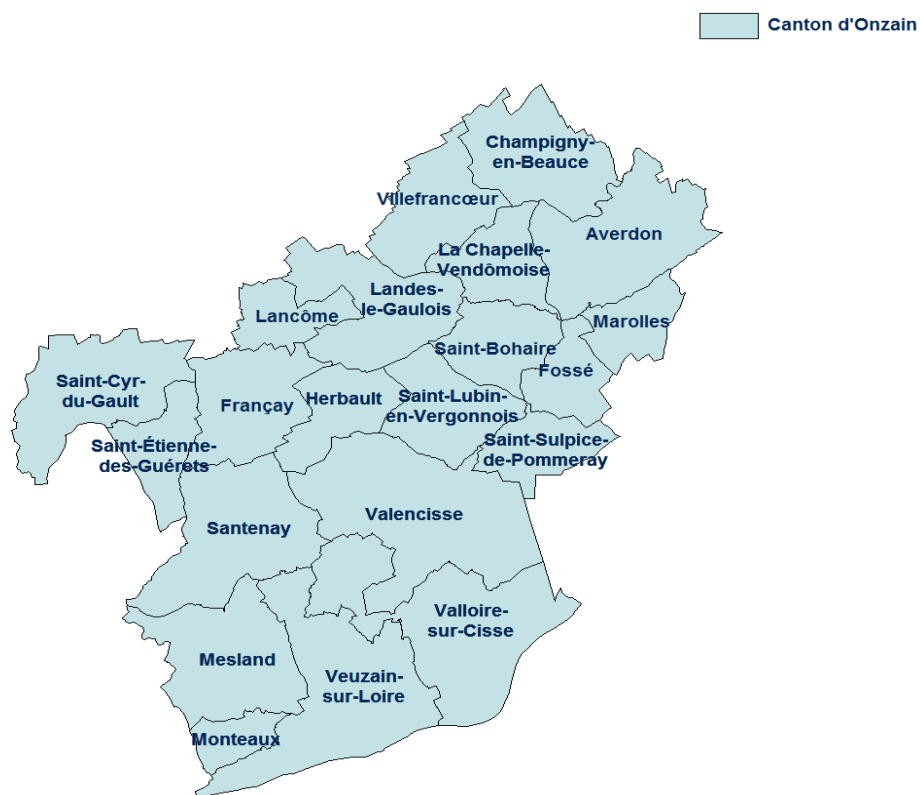 Canton d'Onzain
Champigny-
en-Beauce
Villefrancœur
Averdon
La Chapelle-
Vendômoise
Landes-
le-Gaulois
Lancôme
Marolles
Saint-Bohaire
Fossé
Saint-Cyr-
du-Gault
Françay
Herbault
Saint-Lubin-
en-Vergonnois
Saint-Étienne-
des-Guérets
Saint-Sulpice-
de-Pommeray
Santenay
Valencisse
Valloire-
sur-Cisse
Mesland
Veuzain-
sur-Loire
Monteaux